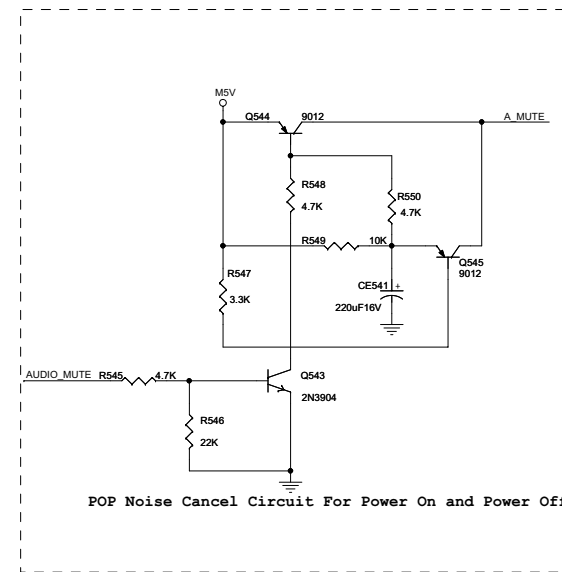 M5V
Q544 9012 A_MUTE
R548
4.7K
R550
4.7K
R549 10K
Q545
9012
R547
3.3K
CE541 +
220uF16V
AUDIO_MUTE R545 4.7K
Q543
2N3904
R546
22K
POP Noise Cancel Circuit For Power On and Power Off